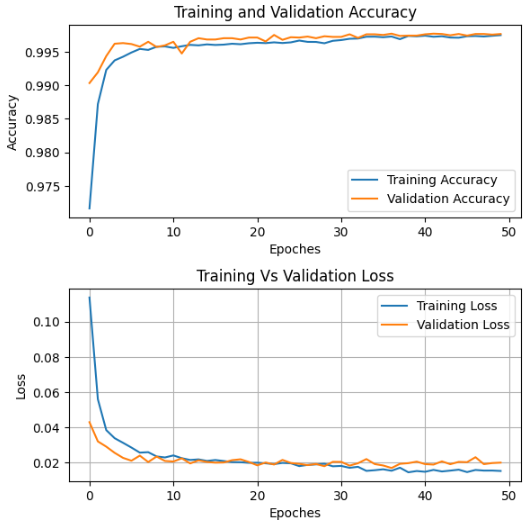 Training and Validation Accuracy
0.995
0.990
0.985
0.980
0.975
Accuracy
Training Accuracy
Validation Accuracy
0 10 20 30 40 50
Epoches
Training Vs Validation Loss
0.10
0.08
0.06
0.04
0.02
Loss
Training Loss
Validation Loss
0 10 20 30 40 50
Epoches